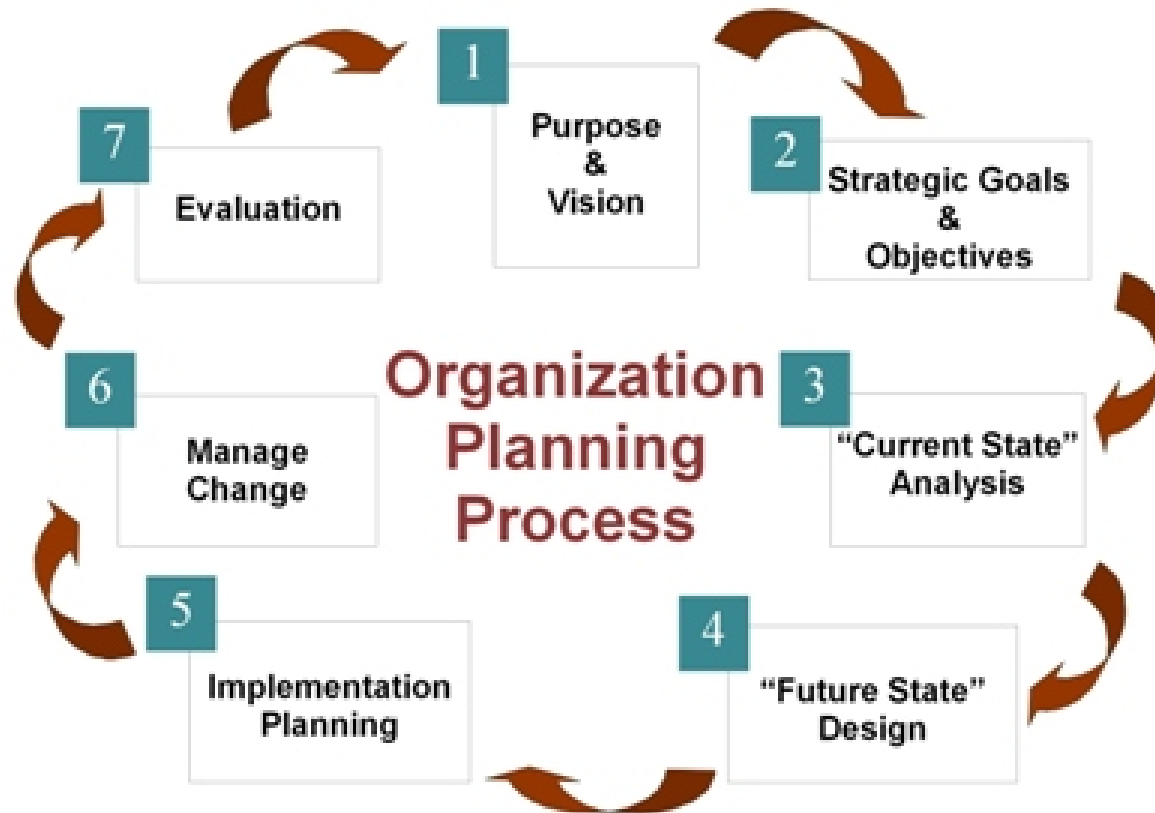 1
Purpose
&
Vision
2
Strategic Goals
&
Objectives
3
“Current State”
Analysis
4
“Future State”
Design
5
Implementation
Planning
6
Manage
Change
7
Evaluation
Organization
Planning
Process